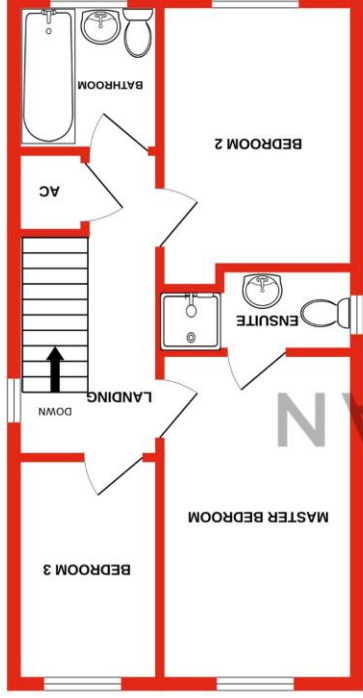 BEDROOM 3
MASTER BEDROOM
LANDING
DOWN
ENSUITE
AC
BEDROOM 2
BATHROOM